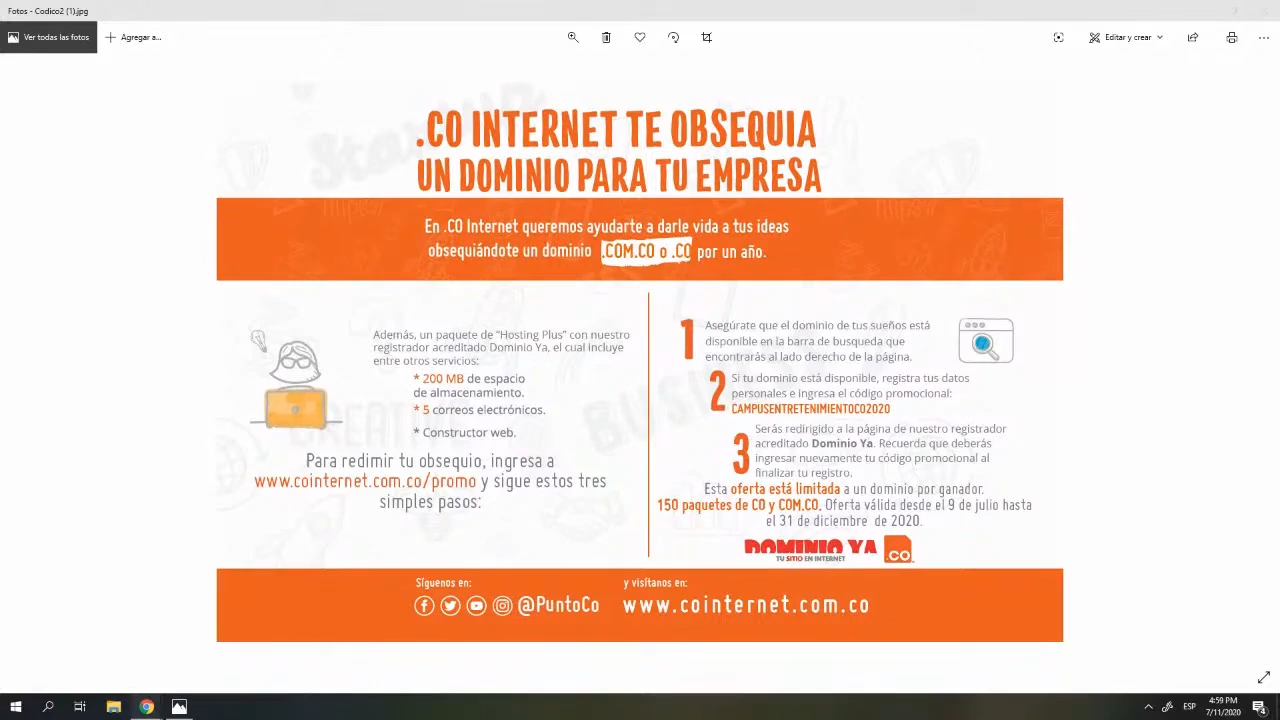 Fotos - Codico2 (1).jpg
Ver todas las fotos
Agregar a...
Editar y crear
.CO INTERNET TE OBSEQUIA
UN DOMINIO PARA TU EMPRESA
En .CO Internet queremos ayudarte a darle vida a tus ideas
obsequiándote un dominio .COM.CO o .CO por un año.
Además, un paquete de “Hosting Plus” con nuestro
registrador acreditado Dominio Ya, el cual incluye
entre otros servicios:
* 200 MB de espacio
de almacenamiento.
* 5 correos electrónicos.
* Constructor web.
Para redimir tu obsequio, ingresa a
www.cointernet.com.co/promo y sigue estos tres
simples pasos:
1 Asegúrate que el dominio de tus sueños está
disponible en la barra de busqueda que
encontrarás al lado derecho de la página.
2 Si tu dominio está disponible, registra tus datos
personales e ingresa el código promocional:
CAMPUSENTRETENIMIENTOCO2020
3 Serás redirigido a la página de nuestro registrador
acreditado Dominio Ya. Recuerda que deberás
ingresar nuevamente tu código promocional al
finalizar tu registro.
Esta oferta está limitada a un dominio por ganador.
150 paquetes de CO y COM.CO. Oferta válida desde el 9 de julio hasta
el 31 de diciembre de 2020.
DOMINIO YA .CO
TU SITIO EN INTERNET
Síguenos en:
@PuntoCo
y visítanos en:
www.cointernet.com.co
ESP
4:59 PM
7/11/2020
4